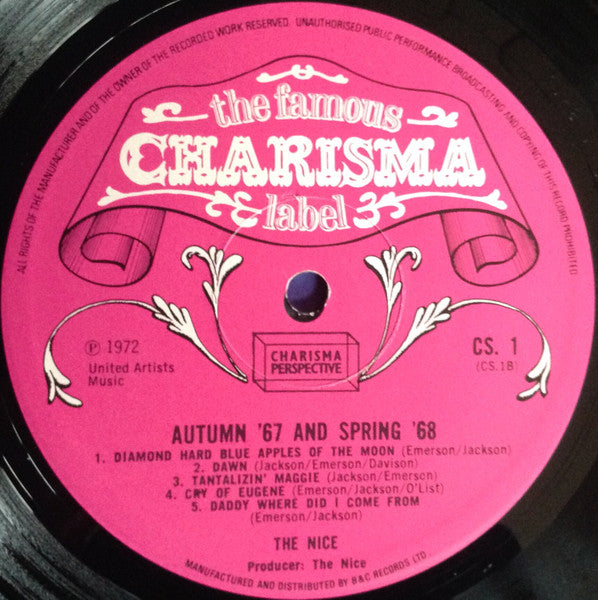 ALL RIGHTS OF THE MANUFACTURER AND OF THE OWNER OF THE RECORDED WORK RESERVED. UNAUTHORISED PUBLIC PERFORMANCE BROADCASTING AND COPYING OF THIS RECORD PROHIBITED
the famous
CHARISMA
label
℗ 1972
United Artists
Music
CHARISMA
PERSPECTIVE
CS. 1
(CS.1B)
AUTUMN '67 AND SPRING '68
1. DIAMOND HARD BLUE APPLES OF THE MOON (Emerson/Jackson)
2. DAWN (Jackson/Emerson/Davison)
3. TANTALIZIN' MAGGIE (Jackson/Emerson)
4. CRY OF EUGENE (Emerson/Jackson/O'List)
5. DADDY WHERE DID I COME FROM
(Emerson/Jackson)
THE NICE
Producer: The Nice
MANUFACTURED AND DISTRIBUTED BY B&C RECORDS LTD.